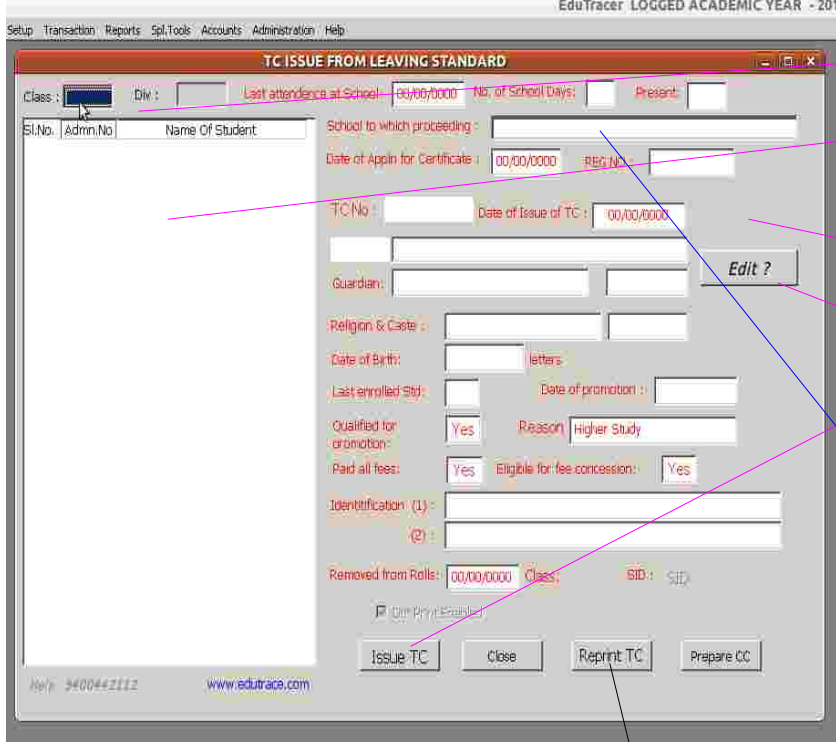 EduTracer LOGGED ACADEMIC YEAR - 201
Setup Transaction Reports Spl.Tools Accounts Administration Help
TC ISSUE FROM LEAVING STANDARD
Class : Div : Last attendence at School : 00/00/0000 No. of School Days: Present:
Sl.No. Admn.No Name Of Student
School to which proceeding :
Date of Appln for Certificate : 00/00/0000 REG NO :
TC No : Date of Issue of TC : 00/00/0000
Edit ?
Guardian:
Religion & Caste :
Date of Birth: letters
Last enrolled Std: Date of promotion :
Qualified for promotion: Yes Reason Higher Study
Paid all fees: Yes Eligible for fee concession: Yes
Identitification (1) :
(2) :
Removed from Rolls: 00/00/0000 Class: SID : SID
Print Enabled
Issue TC Close Reprint TC Prepare CC
Help 9400442112 www.edutrace.com